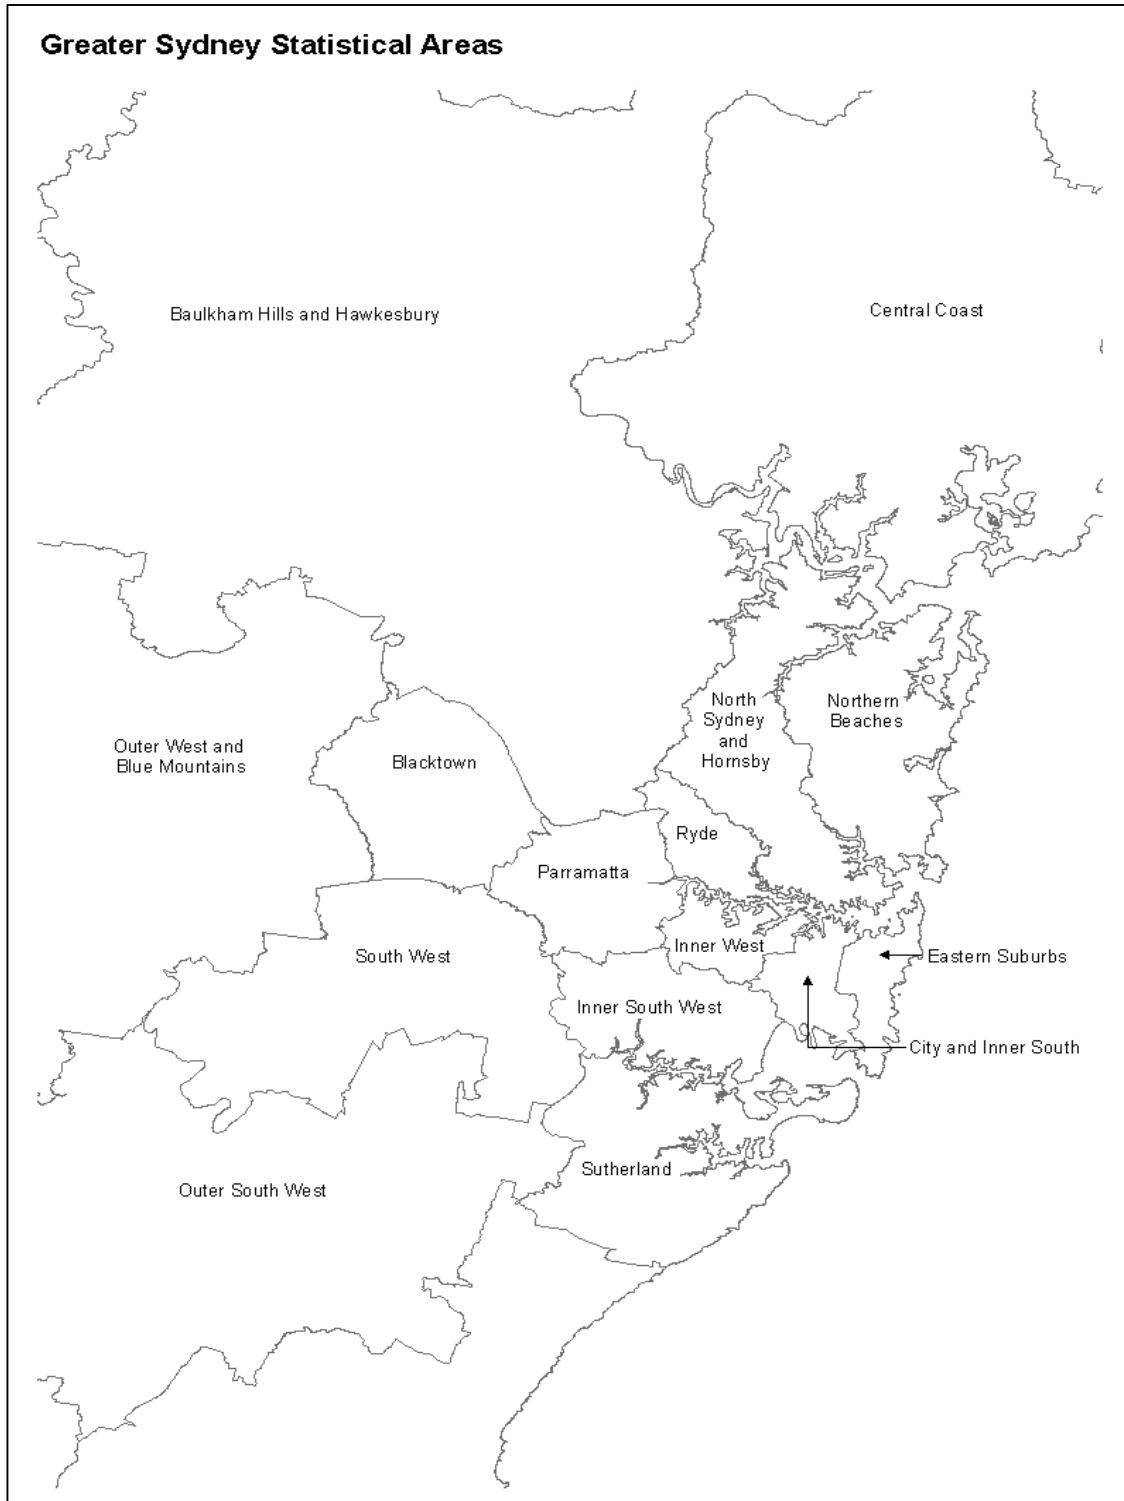 Greater Sydney Statistical Areas
Baulkham Hills and Hawkesbury
Central Coast
North
Sydney
and
Hornsby
Northern
Beaches
Outer West and
Blue Mountains
Blacktown
Ryde
Parramatta
Inner West
South West
Eastern Suburbs
Inner South West
City and Inner South
Sutherland
Outer South West